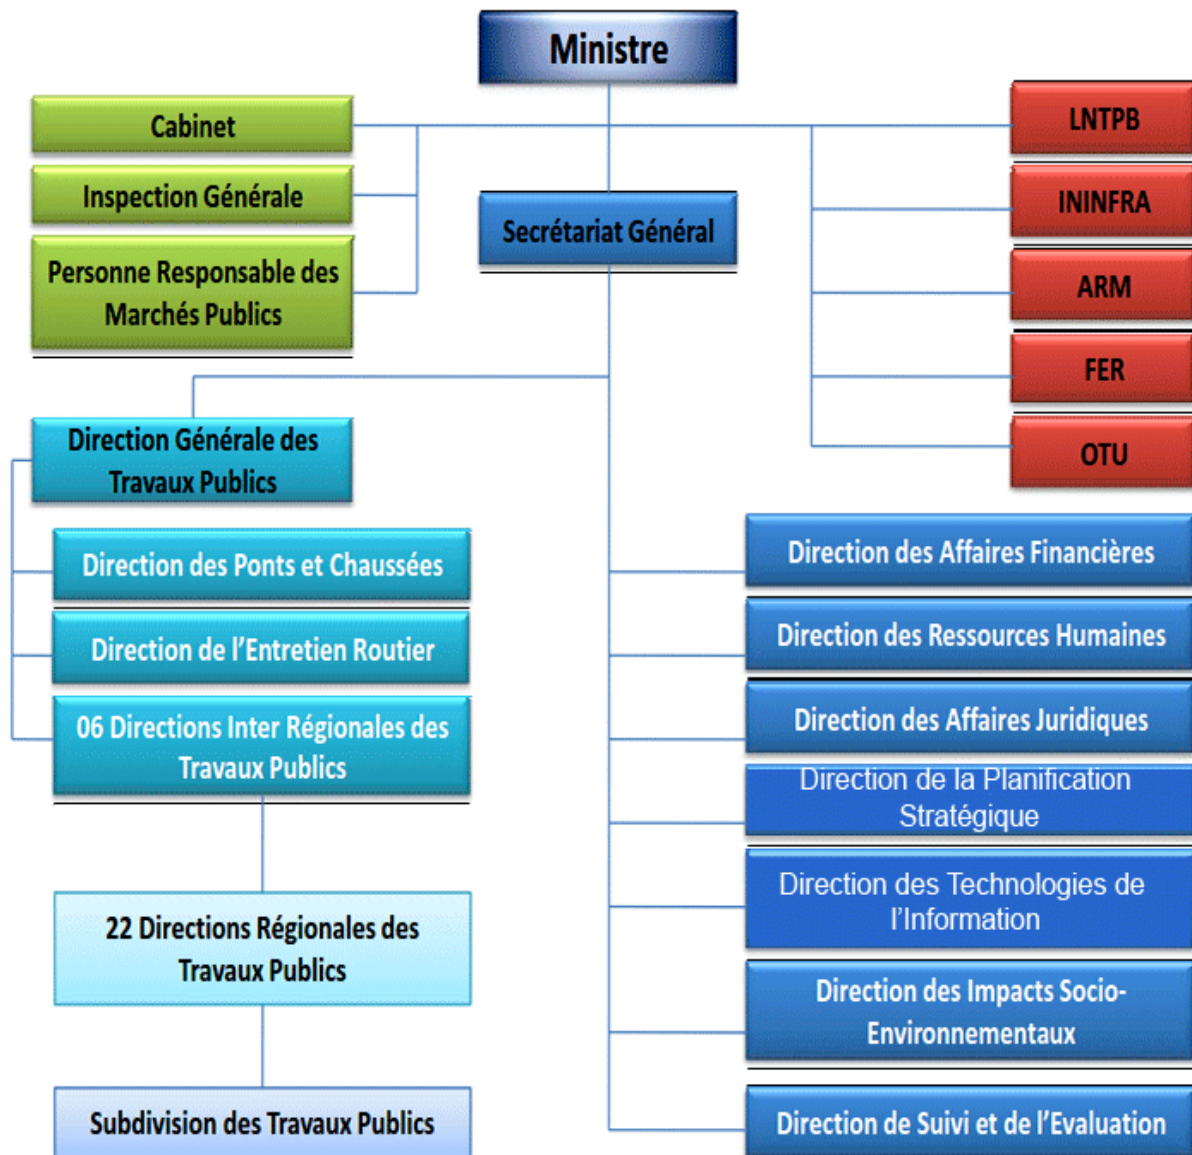 Ministre
Cabinet
Inspection Générale
Personne Responsable des
Marchés Publics
Secrétariat Général
LNTPB
ININFRA
ARM
FER
OTU
Direction Générale des
Travaux Publics
Direction des Ponts et Chaussées
Direction de l'Entretien Routier
06 Directions Inter Régionales des
Travaux Publics
22 Directions Régionales des
Travaux Publics
Subdivision des Travaux Publics
Direction des Affaires Financières
Direction des Ressources Humaines
Direction des Affaires Juridiques
Direction de la Planification
Stratégique
Direction des Technologies de
l'Information
Direction des Impacts Socio-
Environnementaux
Direction de Suivi et de l'Evaluation